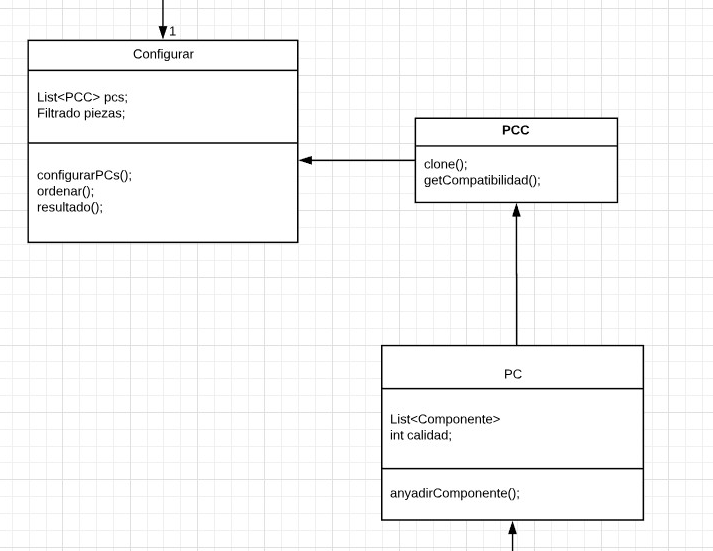 1
Configurar
List<PCC> pcs;
Filtrado piezas;
configurarPCs();
ordenar();
resultado();
PCC
clone();
getCompatibilidad();
PC
List<Componente>
int calidad;
anyadirComponente();